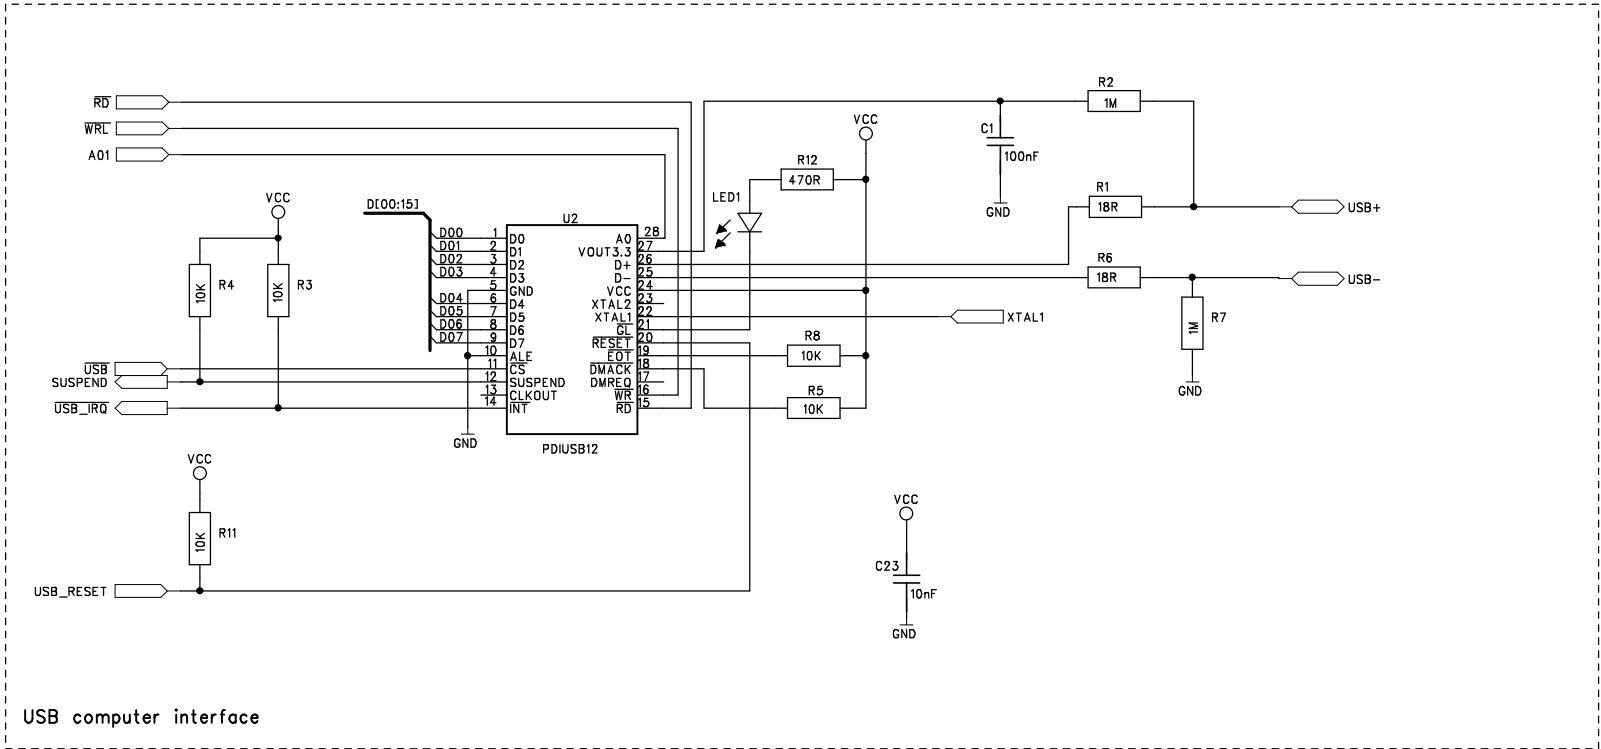 R2
1M
RD
WRL
A01
VCC
C1
100nF
GND
R12
470R
LED1
R1
18R
USB+
R6
18R
USB-
R7
1M
GND
VCC
D[00:15]
R4
10K
R3
10K
U2
D00 1 D0
D01 2 D1
D02 3 D2
D03 4 D3
5 GND
D04 6 D4
D05 7 D5
D06 8 D6
D07 9 D7
10 ALE
11 CS
12 SUSPEND
13 CLKOUT
14 INT
A0 28
VOUT3.3 27
D+ 26
D- 25
VCC 24
XTAL2 23
XTAL1 22
GL 21
RESET 20
EOT 19
DMACK 18
DMREQ 17
WR 16
RD 15
PDIUSB12
XTAL1
R8
10K
R5
10K
USB
SUSPEND
USB_IRQ
GND
VCC
R11
10K
USB_RESET
VCC
C23
10nF
GND
USB computer interface